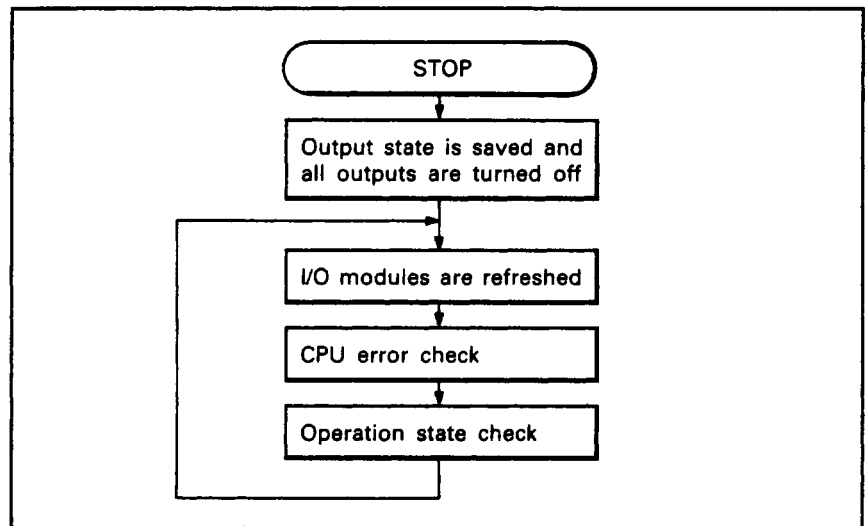 STOP
Output state is saved and
all outputs are turned off
I/O modules are refreshed
CPU error check
Operation state check